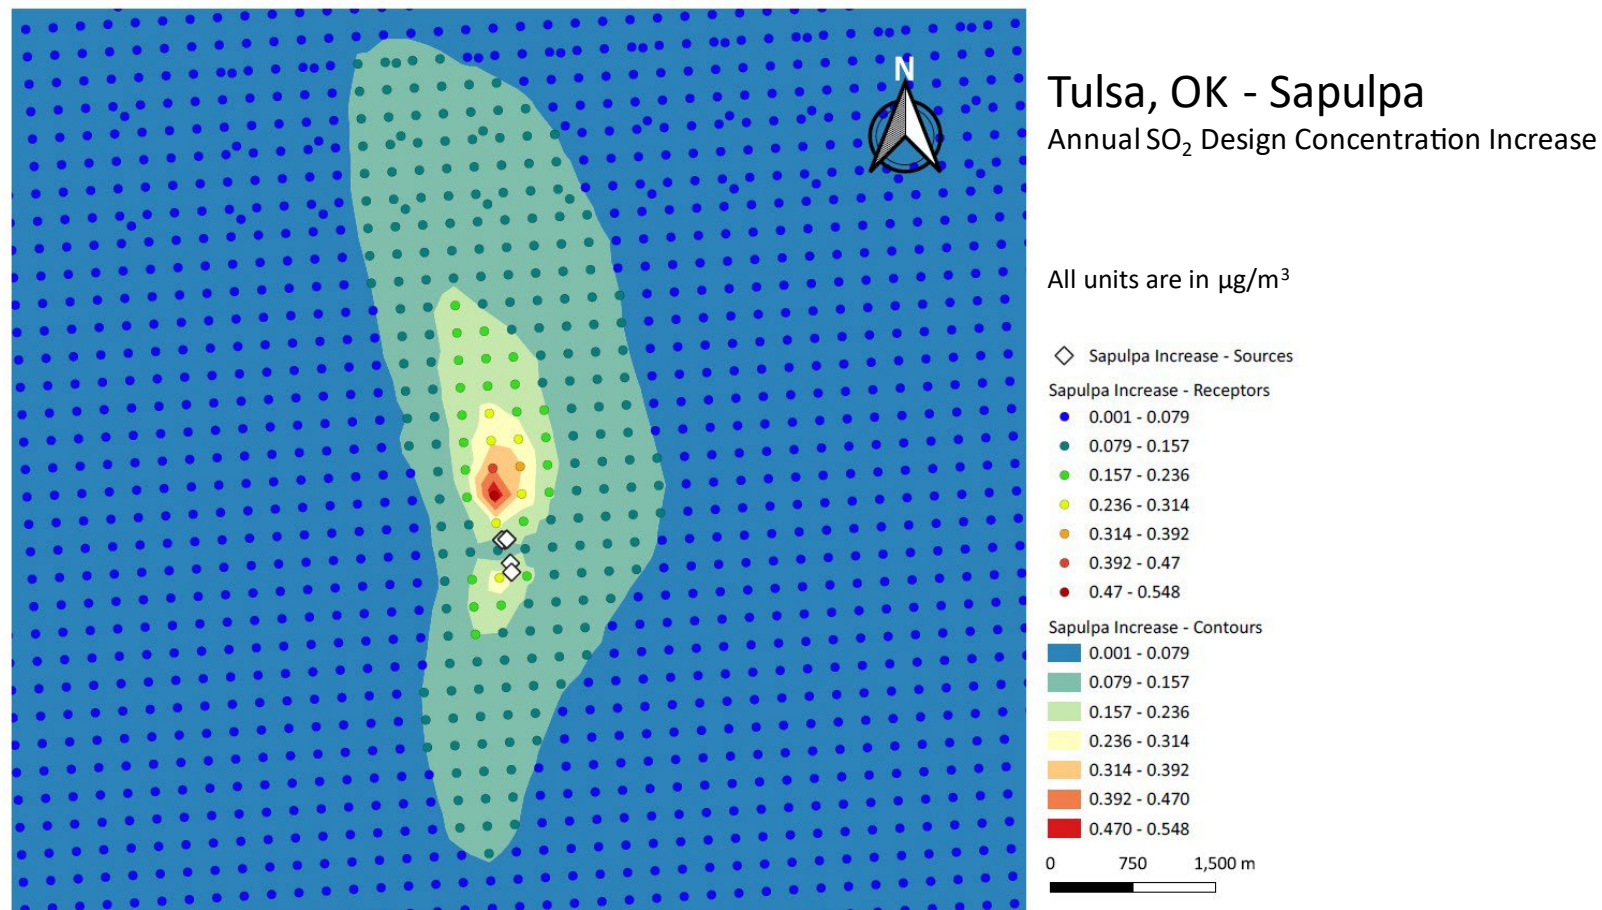 N
Tulsa, OK - Sapulpa
Annual SO₂ Design Concentration Increase
All units are in µg/m³
Sapulpa Increase - Sources
Sapulpa Increase - Receptors
0.001 - 0.079
0.079 - 0.157
0.157 - 0.236
0.236 - 0.314
0.314 - 0.392
0.392 - 0.47
0.47 - 0.548
Sapulpa Increase - Contours
0.001 - 0.079
0.079 - 0.157
0.157 - 0.236
0.236 - 0.314
0.314 - 0.392
0.392 - 0.470
0.470 - 0.548
0 750 1,500 m